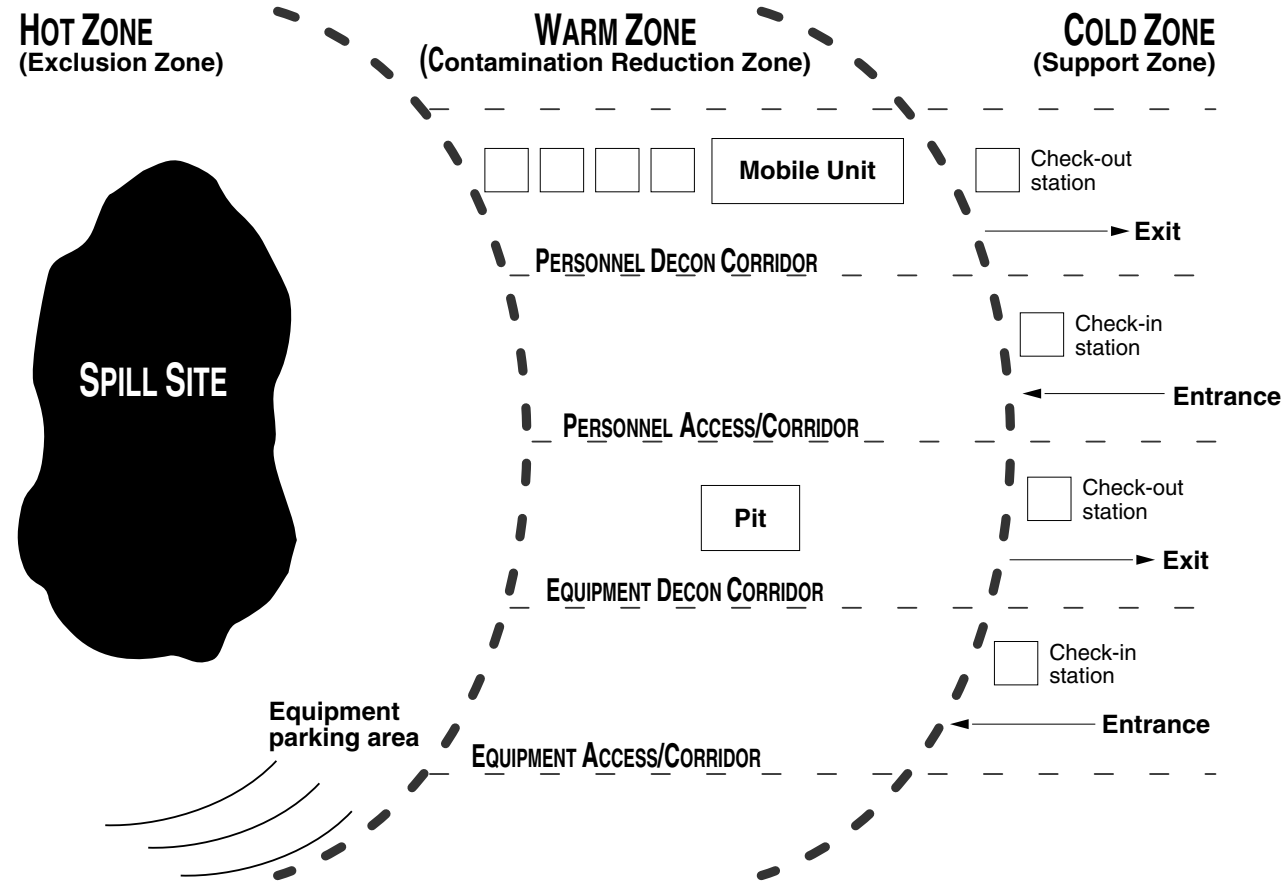 HOT ZONE
(Exclusion Zone)
WARM ZONE
(Contamination Reduction Zone)
COLD ZONE
(Support Zone)
Mobile Unit
Check-out
station
Exit
PERSONNEL DECON CORRIDOR
Check-in
station
SPILL SITE
Entrance
PERSONNEL ACCESS/CORRIDOR
Pit
Check-out
station
Exit
EQUIPMENT DECON CORRIDOR
Check-in
station
Equipment
parking area
Entrance
EQUIPMENT ACCESS/CORRIDOR